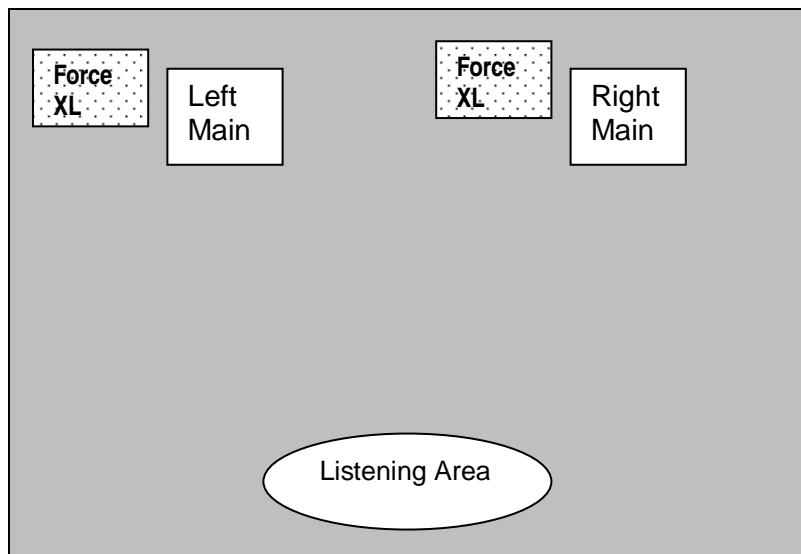 Force
XL
Left
Main
Force
XL
Right
Main
Listening Area